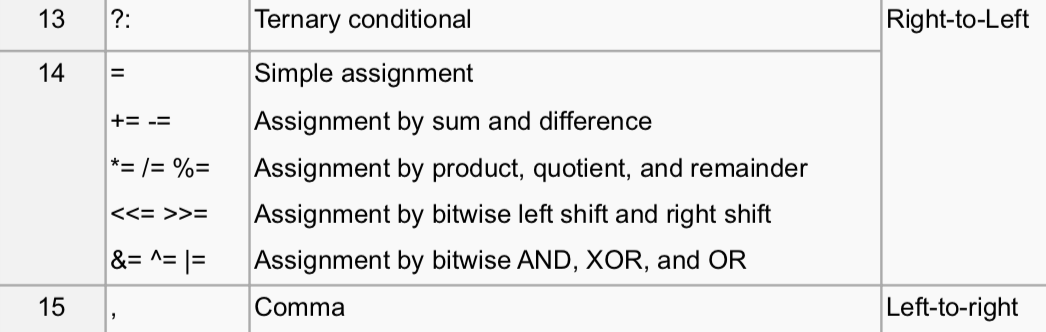 13 ?: Ternary conditional Right-to-Left
14 = Simple assignment
+= -= Assignment by sum and difference
*= /= %= Assignment by product, quotient, and remainder
<<= >>= Assignment by bitwise left shift and right shift
&= ^= |= Assignment by bitwise AND, XOR, and OR
15 , Comma Left-to-right